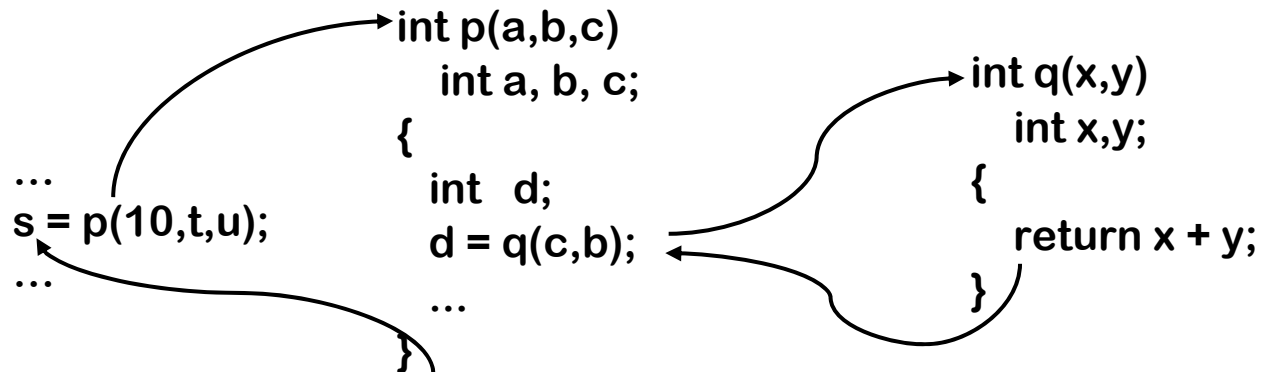 …
s = p(10,t,u);
…
int p(a,b,c)
int a, b, c;
{
int d;
d = q(c,b);
…
}
int q(x,y)
int x,y;
{
return x + y;
}